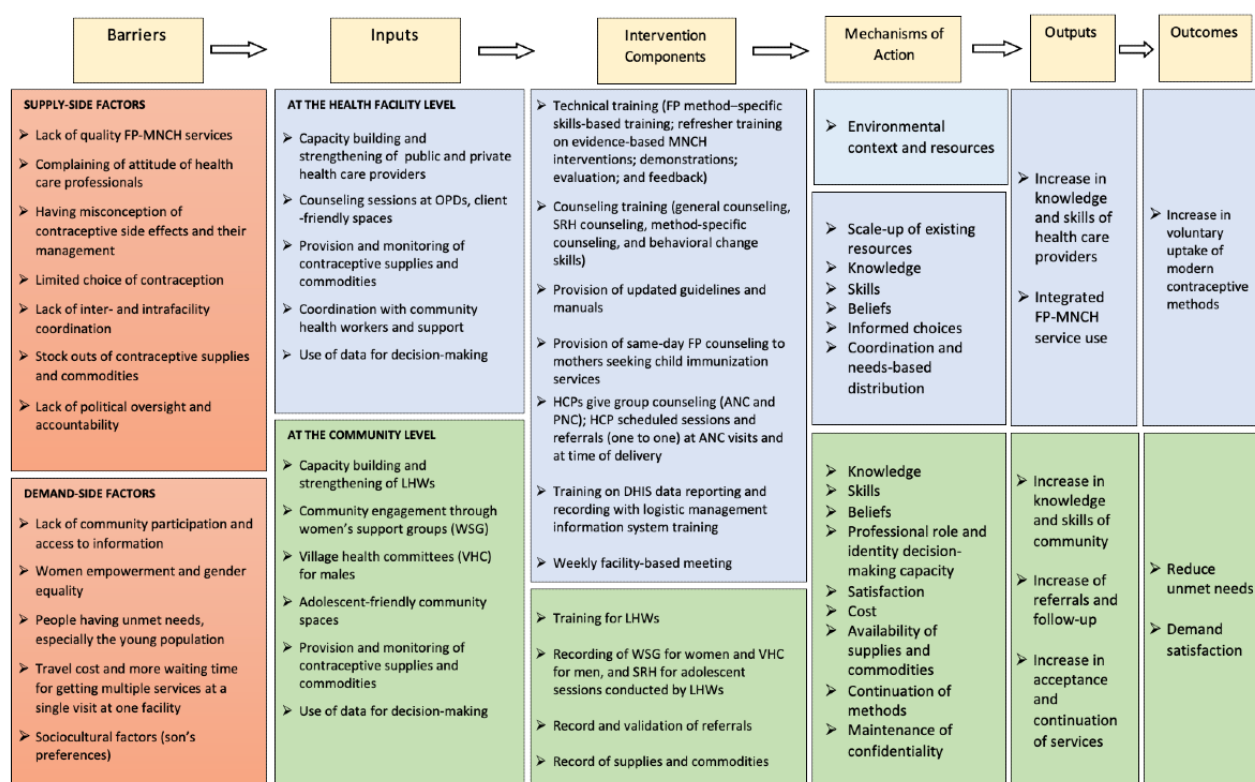 Barriers
Inputs
Intervention
Components
Mechanisms of
Action
Outputs
Outcomes
SUPPLY-SIDE FACTORS
➢ Lack of quality FP-MNCH services
➢ Complaining of attitude of health
care professionals
➢ Having misconception of
contraceptive side effects and their
management
➢ Limited choice of contraception
➢ Lack of inter- and intrafacility
coordination
➢ Stock outs of contraceptive supplies
and commodities
➢ Lack of political oversight and
accountability
DEMAND-SIDE FACTORS
➢ Lack of community participation and
access to information
➢ Women empowerment and gender
equality
➢ People having unmet needs,
especially the young population
➢ Travel cost and more waiting time
for getting multiple services at a
single visit at one facility
➢ Sociocultural factors (son's
preferences)
AT THE HEALTH FACILITY LEVEL
➢ Capacity building and
strengthening of public and private
health care providers
➢ Counseling sessions at OPDs, client
-friendly spaces
➢ Provision and monitoring of
contraceptive supplies and
commodities
➢ Coordination with community
health workers and support
➢ Use of data for decision-making
AT THE COMMUNITY LEVEL
➢ Capacity building and
strengthening of LHWs
➢ Community engagement through
women's support groups (WSG)
➢ Village health committees (VHC)
for males
➢ Adolescent-friendly community
spaces
➢ Provision and monitoring of
contraceptive supplies and
commodities
➢ Use of data for decision-making
➢ Technical training (FP method–specific
skills-based training; refresher training
on evidence-based MNCH
interventions; demonstrations;
evaluation; and feedback)
➢ Counseling training (general counseling,
SRH counseling, method-specific
counseling, and behavioral change
skills)
➢ Provision of updated guidelines and
manuals
➢ Provision of same-day FP counseling to
mothers seeking child immunization
services
➢ HCPs give group counseling (ANC and
PNC); HCP scheduled sessions and
referrals (one to one) at ANC visits and
at time of delivery
➢ Training on DHIS data reporting and
recording with logistic management
information system training
➢ Weekly facility-based meeting
➢ Training for LHWs
➢ Recording of WSG for women and VHC
for men, and SRH for adolescent
sessions conducted by LHWs
➢ Record and validation of referrals
➢ Record of supplies and commodities
➢ Environmental
context and resources
➢ Scale-up of existing
resources
➢ Knowledge
➢ Skills
➢ Beliefs
➢ Informed choices
➢ Coordination and
needs-based
distribution
➢ Knowledge
➢ Skills
➢ Beliefs
➢ Professional role and
identity decision-
making capacity
➢ Satisfaction
➢ Cost
➢ Availability of
supplies and
commodities
➢ Continuation of
methods
➢ Maintenance of
confidentiality
➢ Increase in
knowledge
and skills of
health care
providers
➢ Integrated
FP-MNCH
service use
➢ Increase in
knowledge
and skills of
community
➢ Increase of
referrals and
follow-up
➢ Increase in
acceptance
and
continuation
of services
➢ Increase in
voluntary
uptake of
modern
contraceptive
methods
➢ Reduce
unmet needs
➢ Demand
satisfaction